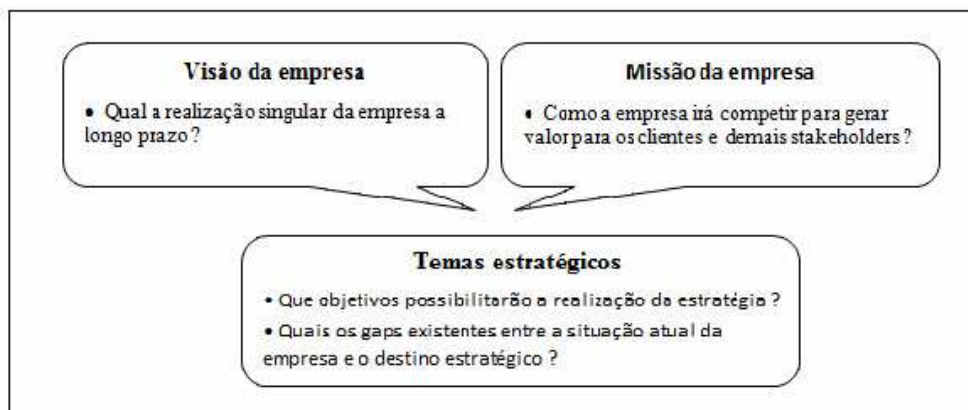 Visão da empresa
• Qual a realização singular da empresa a
longo prazo ?
Missão da empresa
• Como a empresa irá competir para gerar
valor para os clientes e demais stakeholders ?
Temas estratégicos
• Que objetivos possibilitarão a realização da estratégia ?
• Quais os gaps existentes entre a situação atual da
empresa e o destino estratégico ?